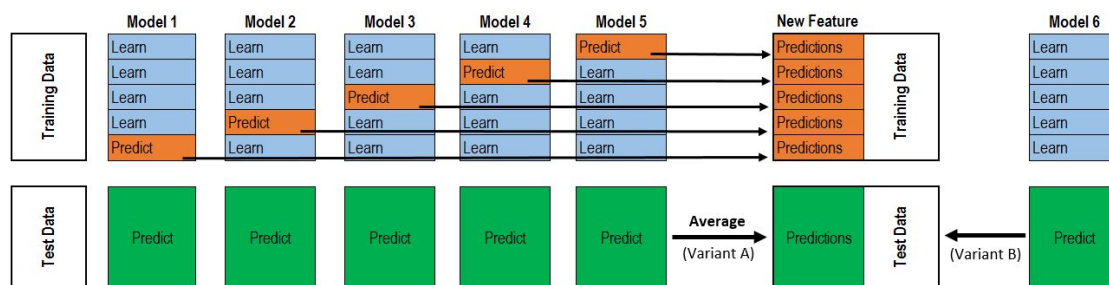 Model 1 Model 2 Model 3 Model 4 Model 5 New Feature Model 6
Training Data
Learn Learn Learn Learn Predict Predictions Learn
Learn Learn Learn Predict Learn Predictions Learn
Learn Learn Predict Learn Learn Predictions Learn
Learn Predict Learn Learn Learn Predictions Learn
Predict Learn Learn Learn Learn Predictions Learn
Training Data
Test Data
Predict Predict Predict Predict Predict
Average
(Variant A)
Predictions
Test Data
(Variant B)
Predict